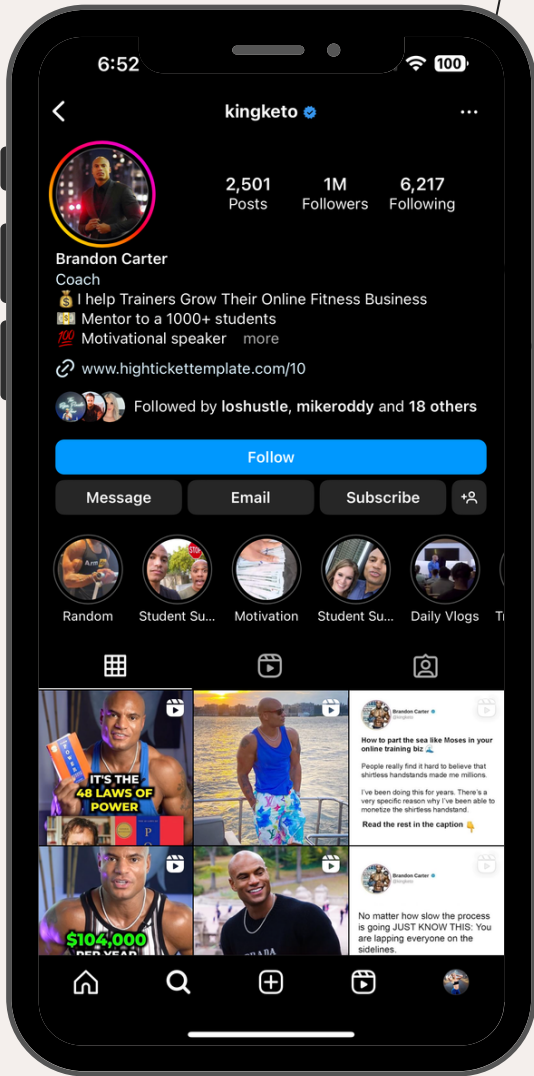 6:52
100
kingketo
2,501
1M
6,217
Posts
Followers
Following
Brandon Carter
Coach
💰I help Trainers Grow Their Online Fitness Business
💵 Mentor to a 1000+ students
💯 Motivational speaker more
www.hightickettemplate.com/10
Followed by loshustle, mikeroddy and 18 others
Follow
Message
Email
Subscribe
STOP
Random
Student Su...
Motivation
Student Su...
Daily Vlogs
POWER
IT'S THE
48 LAWS OF
POWER
Brandon Carter
@kingketo
How to part the sea like Moses in your
online training biz 🌊
People really find it hard to believe that
shirtless handstands made me millions.
I've been doing this for years. There's a
very specific reason why I've been able to
monetize the shirtless handstand.
Read the rest in the caption 👇
$104,000
PER YEAR
Brandon Carter
@kingketo
No matter how slow the process
is going JUST KNOW THIS: You
are lapping everyone on the
sidelines.